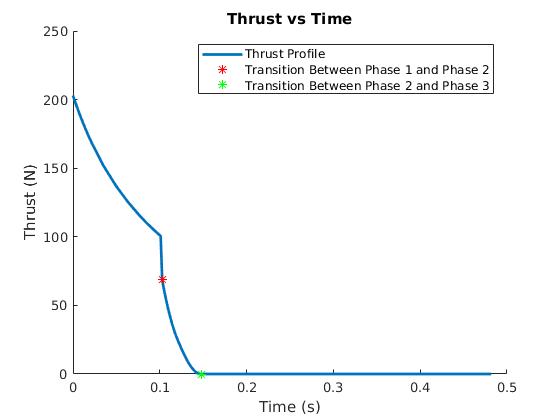 Thrust vs Time
250
200
150
100
50
0
Thrust (N)
Thrust Profile
Transition Between Phase 1 and Phase 2
Transition Between Phase 2 and Phase 3
0 0.1 0.2 0.3 0.4 0.5
Time (s)